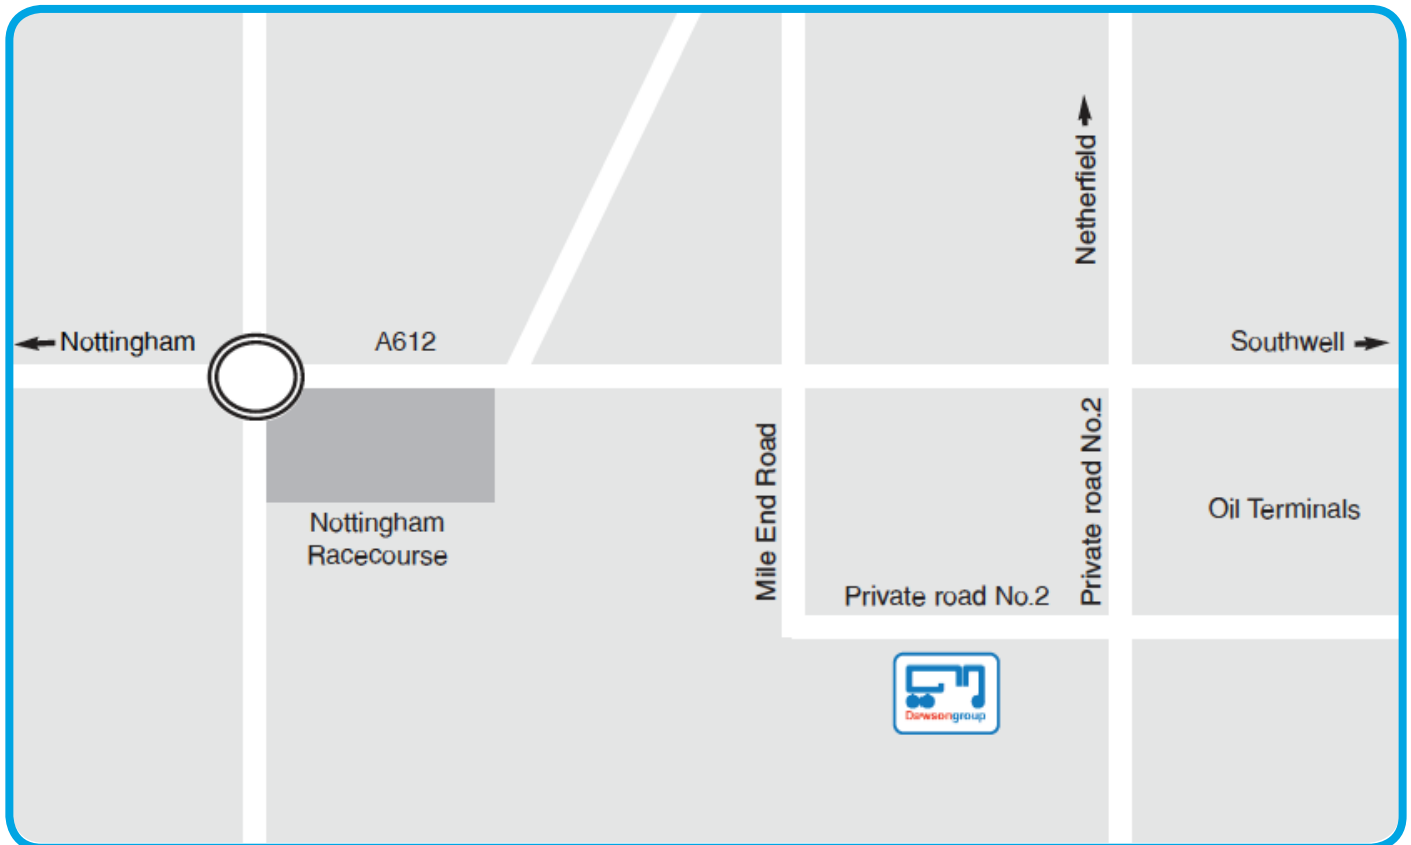 Netherfield
Nottingham
A612
Southwell
Nottingham
Racecourse
Mile End Road
Private road No.2
Oil Terminals
Private road No.2
Dawsongroup